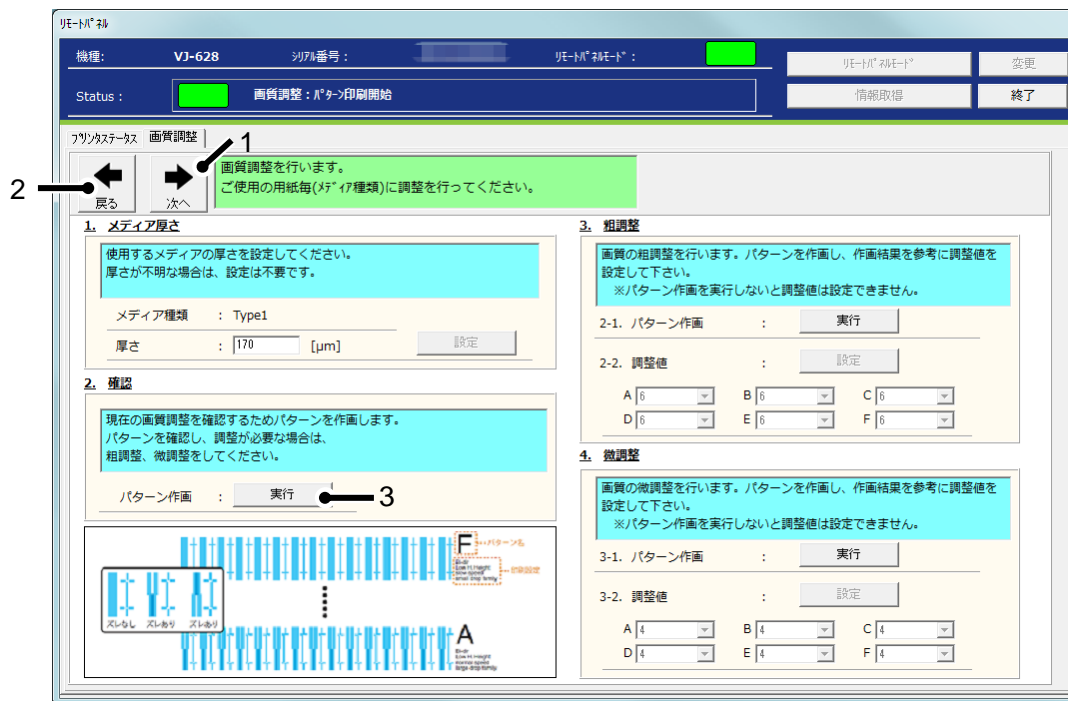 ﾘﾓｰﾄﾊﾟﾈﾙ
機種: VJ-628 ｼﾘｱﾙ番号： ﾘﾓｰﾄﾊﾟﾈﾙﾓｰﾄﾞ：
ﾘﾓｰﾄﾊﾟﾈﾙﾓｰﾄﾞ 変更
Status： 画質調整：ﾊﾟﾀｰﾝ印刷開始
情報取得 終了
ﾌﾟﾘﾝﾀｽﾃｰﾀｽ 画質調整
1
2
戻る 次へ
画質調整を行います。
ご使用の用紙毎(ﾒﾃﾞｨｱ種類)に調整を行ってください。
1. メディア厚さ
使用するメディアの厚さを設定してください。
厚さが不明な場合は、設定は不要です。
メディア種類 : Type1
厚さ : 170 [μm] 設定
2. 確認
現在の画質調整を確認するためパターンを作画します。
パターンを確認し、調整が必要な場合は、
粗調整、微調整をしてください。
パターン作画 : 実行
3
F パターン名
印刷設定
ズレなし ズレあり ズレあり
A
3. 粗調整
画質の粗調整を行います。パターンを作画し、作画結果を参考に調整値を
設定して下さい。
※パターン作画を実行しないと調整値は設定できません。
2-1. パターン作画 : 実行
2-2. 調整値 : 設定
A 6 B 6 C 6
D 6 E 6 F 6
4. 微調整
画質の微調整を行います。パターンを作画し、作画結果を参考に調整値を
設定して下さい。
※パターン作画を実行しないと調整値は設定できません。
3-1. パターン作画 : 実行
3-2. 調整値 : 設定
A 4 B 4 C 4
D 4 E 4 F 4